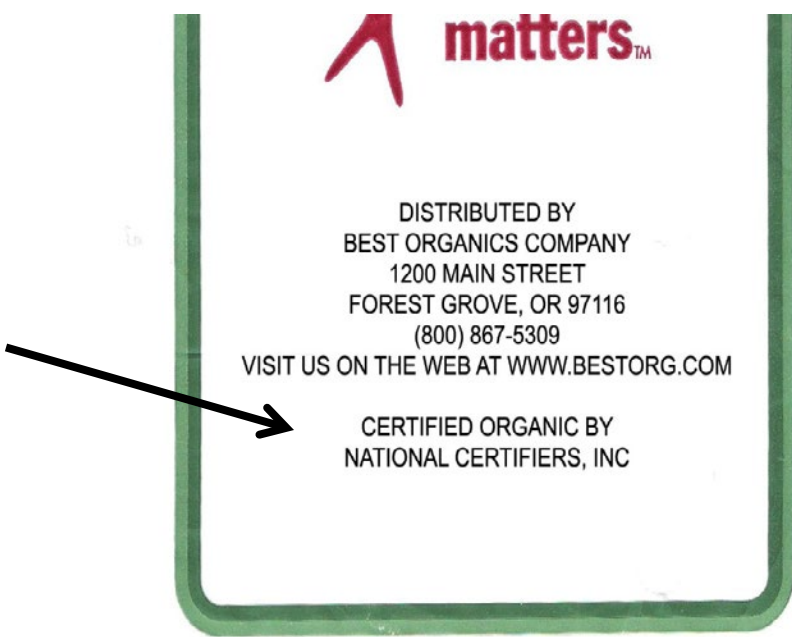 matters™
DISTRIBUTED BY
BEST ORGANICS COMPANY
1200 MAIN STREET
FOREST GROVE, OR 97116
(800) 867-5309
VISIT US ON THE WEB AT WWW.BESTORG.COM
CERTIFIED ORGANIC BY
NATIONAL CERTIFIERS, INC